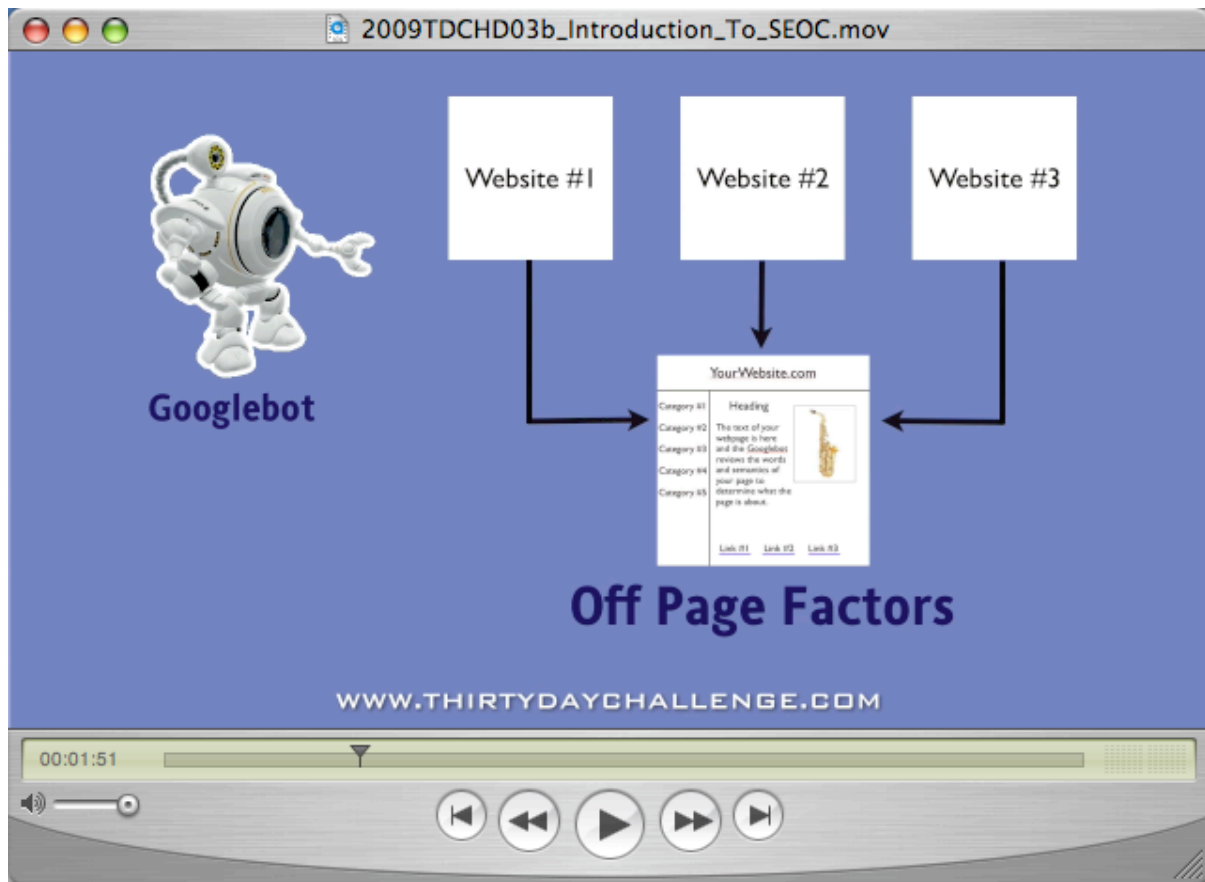 2009TDCHD03b_Introduction_To_SEOC.mov
Website #1
Website #2
Website #3
Googlebot
YourWebsite.com
Category #1
Category #2
Category #3
Category #4
Category #5
Heading
The text of your
webpage is here
and the Googlebot
reviews the words
and semantics of
your page to
determine what the
page is about.
Link #1 Link #2 Link #3
Off Page Factors
WWW.THIRTYDAYCHALLENGE.COM
00:01:51